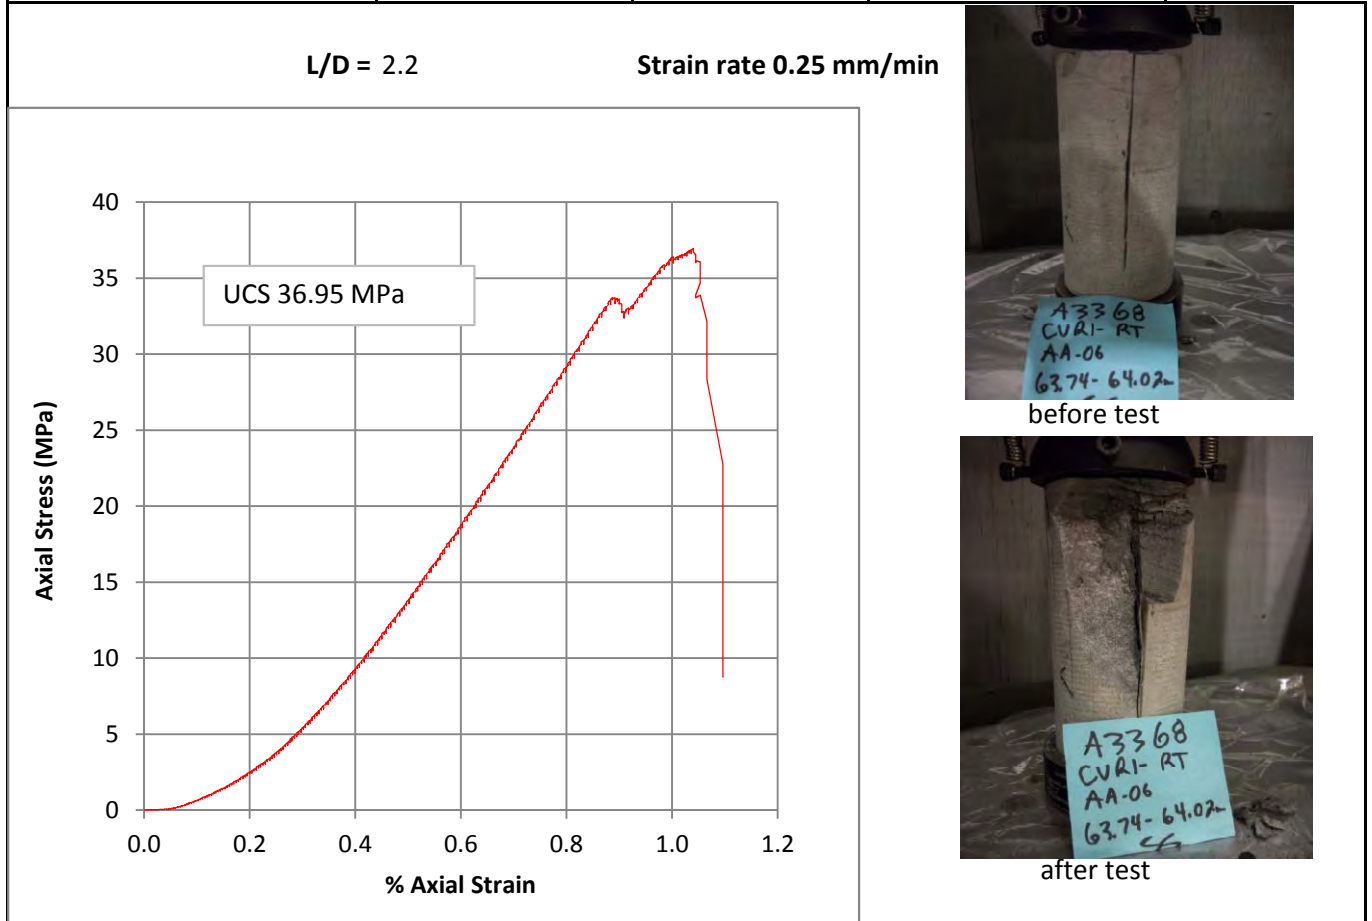 L/D = 2.2
Strain rate 0.25 mm/min
UCS 36.95 MPa
Axial Stress (MPa)
40
35
30
25
20
15
10
5
0
0.0 0.2 0.4 0.6 0.8 1.0 1.2
% Axial Strain
A3368
CVRI- RT
AA-06
63.74- 64.02m
before test
A3368
CVRI- RT
AA-06
63.74- 64.02m
after test